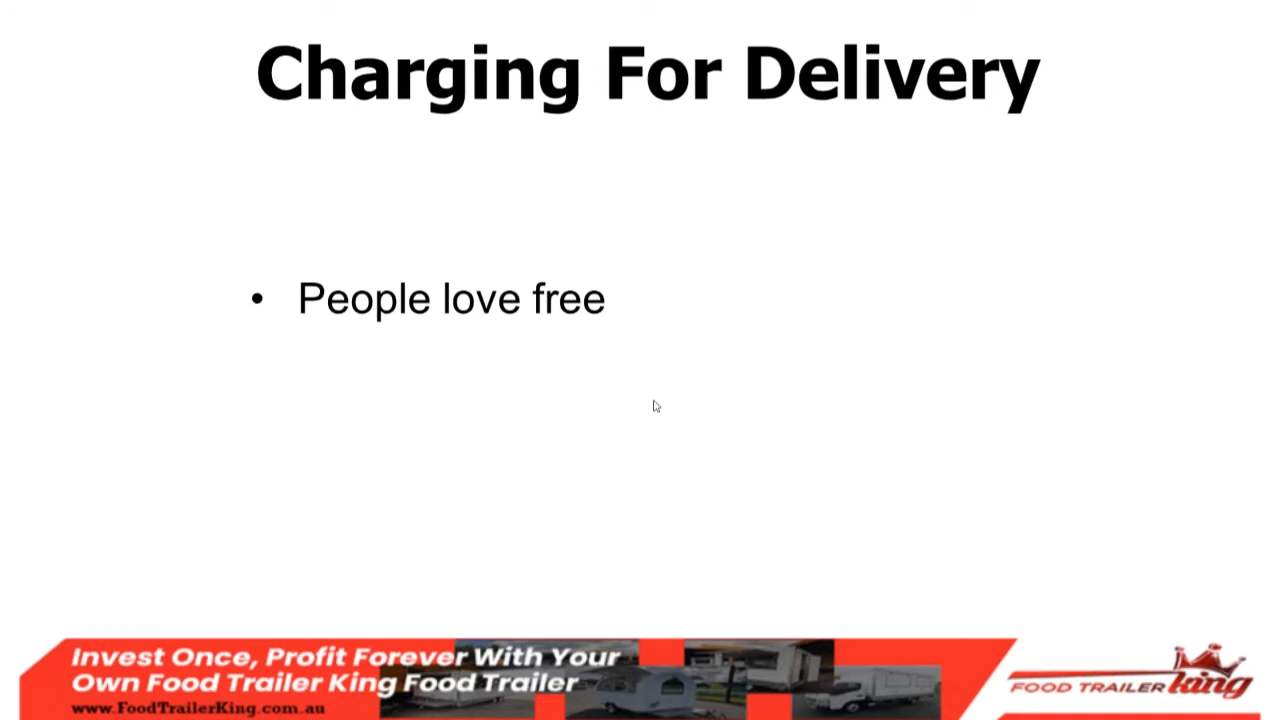 Charging For Delivery
• People love free
Invest Once, Profit Forever With Your
Own Food Trailer King Food Trailer
www.FoodTrailerKing.com.au
FOOD TRAILER king